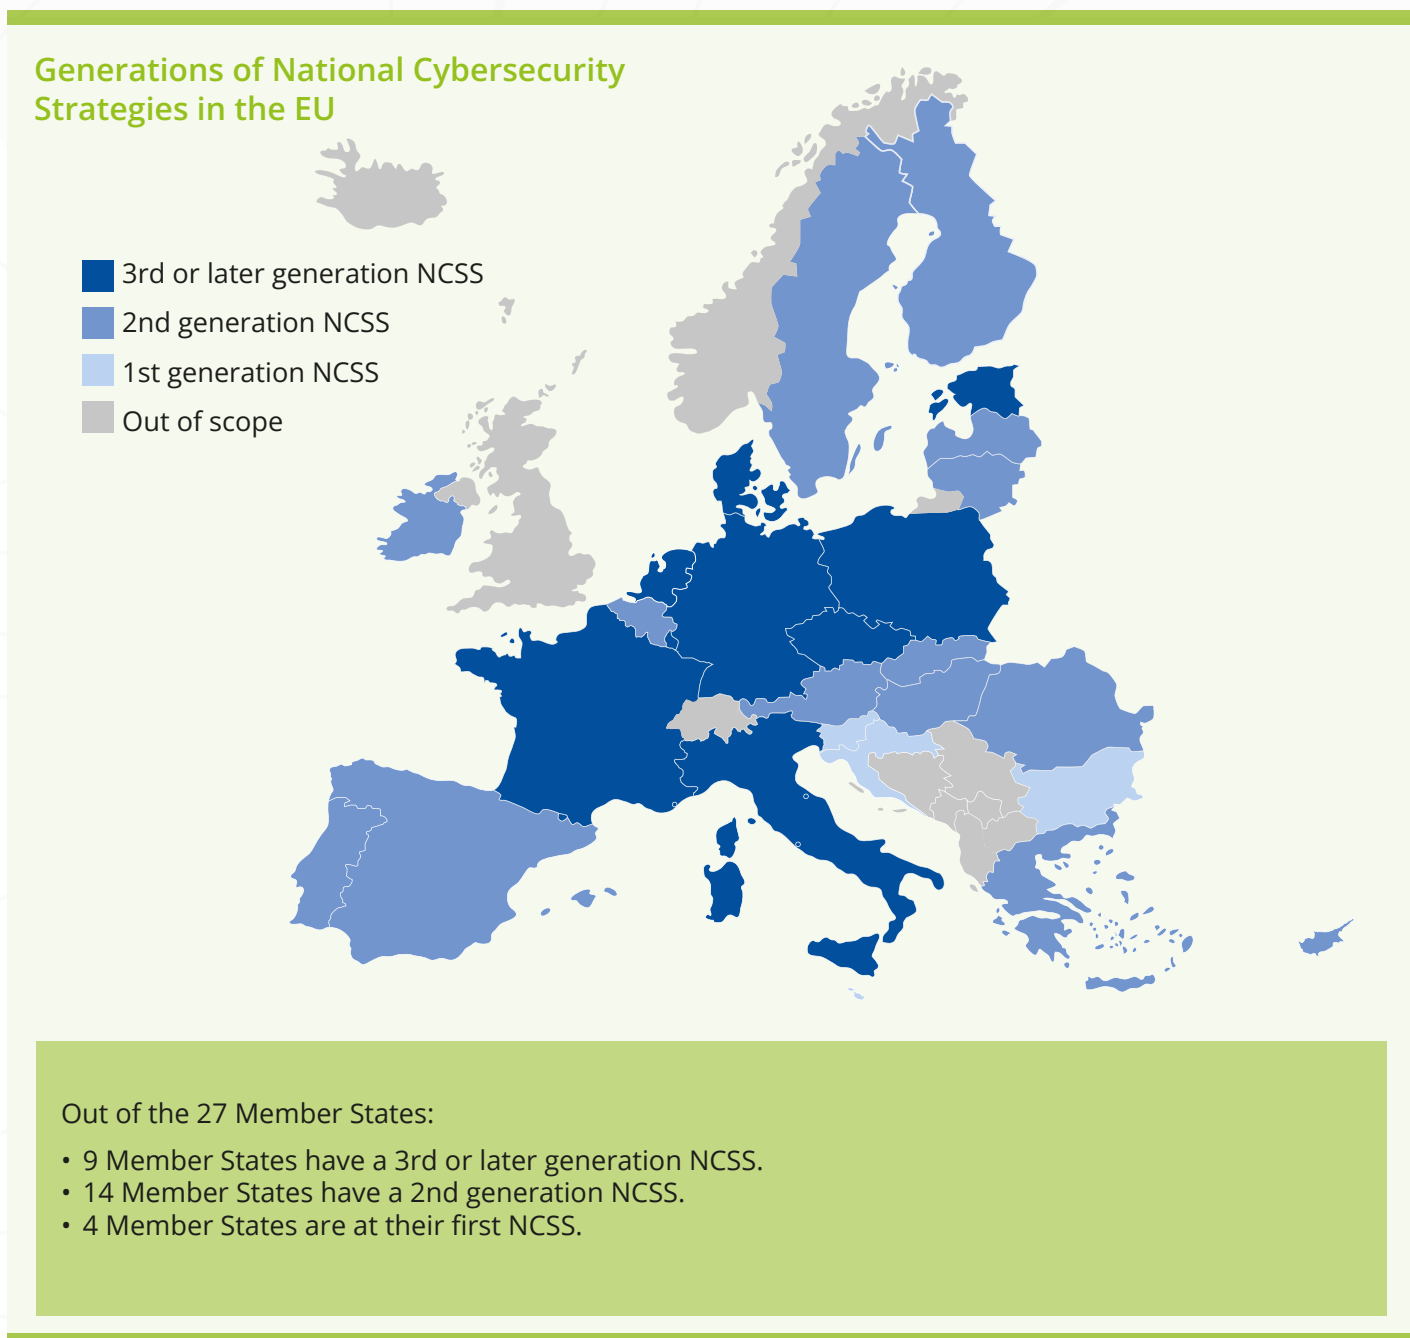 Generations of National Cybersecurity
Strategies in the EU
3rd or later generation NCSS
2nd generation NCSS
1st generation NCSS
Out of scope
Out of the 27 Member States:
• 9 Member States have a 3rd or later generation NCSS.
• 14 Member States have a 2nd generation NCSS.
• 4 Member States are at their first NCSS.